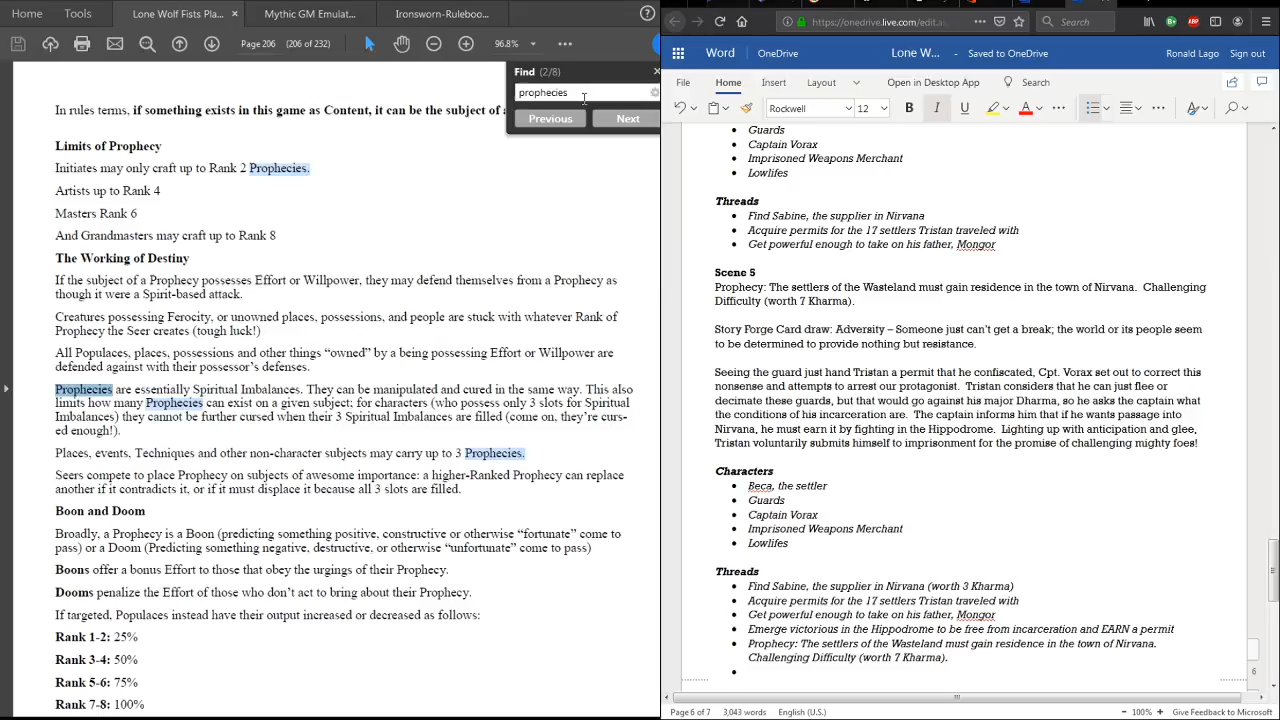 Home Tools Lone Wolf Fists Pla... × Mythic GM Emulat... Ironsworn-Ruleboo...
Page 206 (206 of 232) 96.8%
Find (2/8)
prophecies
Previous Next
In rules terms, if something exists in this game as Content, it can be the subject of a
Limits of Prophecy
Initiates may only craft up to Rank 2 Prophecies.
Artists up to Rank 4
Masters Rank 6
And Grandmasters may craft up to Rank 8
The Working of Destiny
If the subject of a Prophecy possesses Effort or Willpower, they may defend themselves from a Prophecy as
though it were a Spirit-based attack.
Creatures possessing Ferocity, or unowned places, possessions, and people are stuck with whatever Rank of
Prophecy the Seer creates (tough luck!)
All Populaces, places, possessions and other things “owned” by a being possessing Effort or Willpower are
defended against with their possessor’s defenses.
Prophecies are essentially Spiritual Imbalances. They can be manipulated and cured in the same way. This also
limits how many Prophecies can exist on a given subject; for characters (who possess only 3 slots for Spiritual
Imbalances) they cannot be further cursed when their 3 Spiritual Imbalances are filled (come on, they’re curs-
ed enough!).
Places, events, Techniques and other non-character subjects may carry up to 3 Prophecies.
Seers compete to place Prophecy on subjects of awesome importance: a higher-Ranked Prophecy can replace
another if it contradicts it, or if it must displace it because all 3 slots are filled.
Boon and Doom
Broadly, a Prophecy is a Boon (predicting something positive, constructive or otherwise “fortunate” come to
pass) or a Doom (Predicting something negative, destructive, or otherwise “unfortunate” come to pass)
Boons offer a bonus Effort to those that obey the urgings of their Prophecy.
Dooms penalize the Effort of those who don’t act to bring about their Prophecy.
If targeted, Populaces instead have their output increased or decreased as follows:
Rank 1-2: 25%
Rank 3-4: 50%
Rank 5-6: 75%
Rank 7-8: 100%
https://onedrive.live.com/edit.as Search
Word OneDrive Lone W... – Saved to OneDrive Ronald Lago Sign out
File Home Insert Layout Open in Desktop App Search
Rockwell 12 B I U A
Guards
Captain Vorax
Imprisoned Weapons Merchant
Lowlifes
Threads
Find Sabine, the supplier in Nirvana
Acquire permits for the 17 settlers Tristan traveled with
Get powerful enough to take on his father, Mongor
Scene 5
Prophecy: The settlers of the Wasteland must gain residence in the town of Nirvana. Challenging
Difficulty (worth 7 Kharma).
Story Forge Card draw: Adversity – Someone just can’t get a break; the world or its people seem
to be determined to provide nothing but resistance.
Seeing the guard just hand Tristan a permit that he confiscated, Cpt. Vorax set out to correct this
nonsense and attempts to arrest our protagonist. Tristan considers that he can just flee or
decimate these guards, but that would go against his major Dharma, so he asks the captain what
the conditions of his incarceration are. The captain informs him that if he wants passage into
Nirvana, he must earn it by fighting in the Hippodrome. Lighting up with anticipation and glee,
Tristan voluntarily submits himself to imprisonment for the promise of challenging mighty foes!
Characters
Beca, the settler
Guards
Captain Vorax
Imprisoned Weapons Merchant
Lowlifes
Threads
Find Sabine, the supplier in Nirvana (worth 3 Kharma)
Acquire permits for the 17 settlers Tristan traveled with
Get powerful enough to take on his father, Mongor
Emerge victorious in the Hippodrome to be free from incarceration and EARN a permit
Prophecy: The settlers of the Wasteland must gain residence in the town of Nirvana.
Challenging Difficulty (worth 7 Kharma).
6
Page 6 of 7 3,043 words English (U.S.) − 100% + Give Feedback to Microsoft